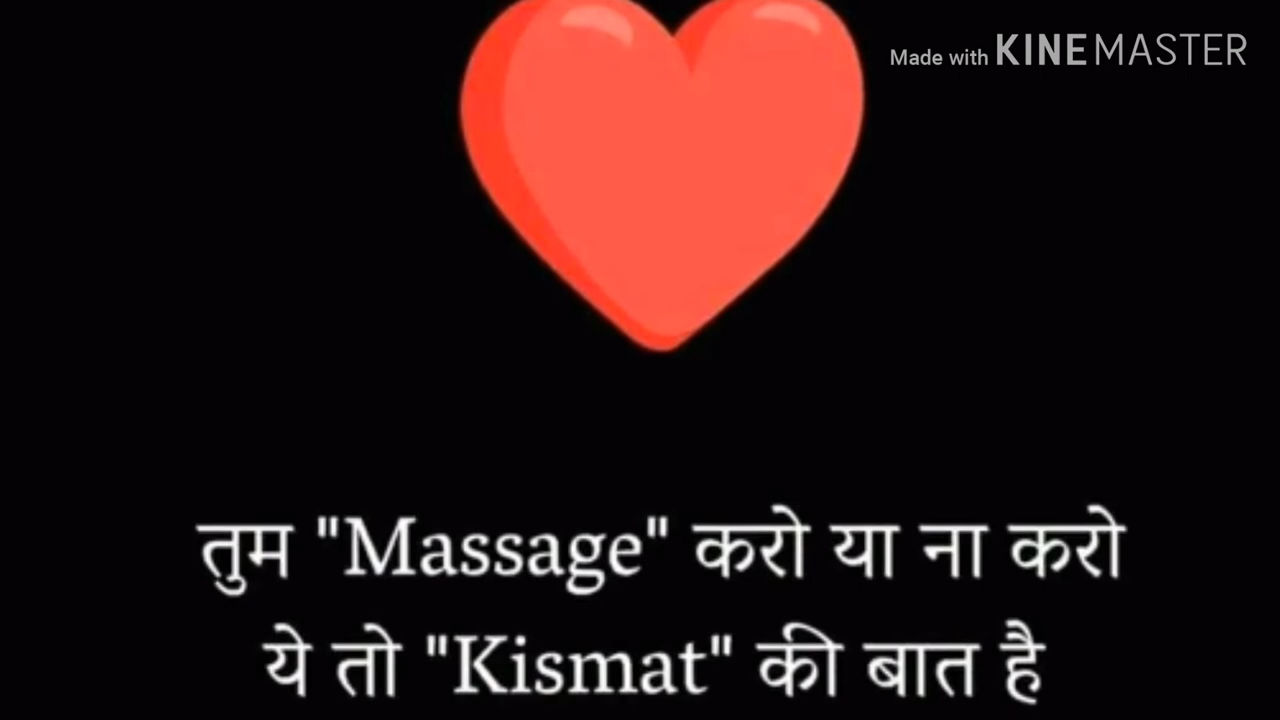 Made with KINEMASTER
तुम "Massage" करो या ना करो
ये तो "Kismat" की बात है